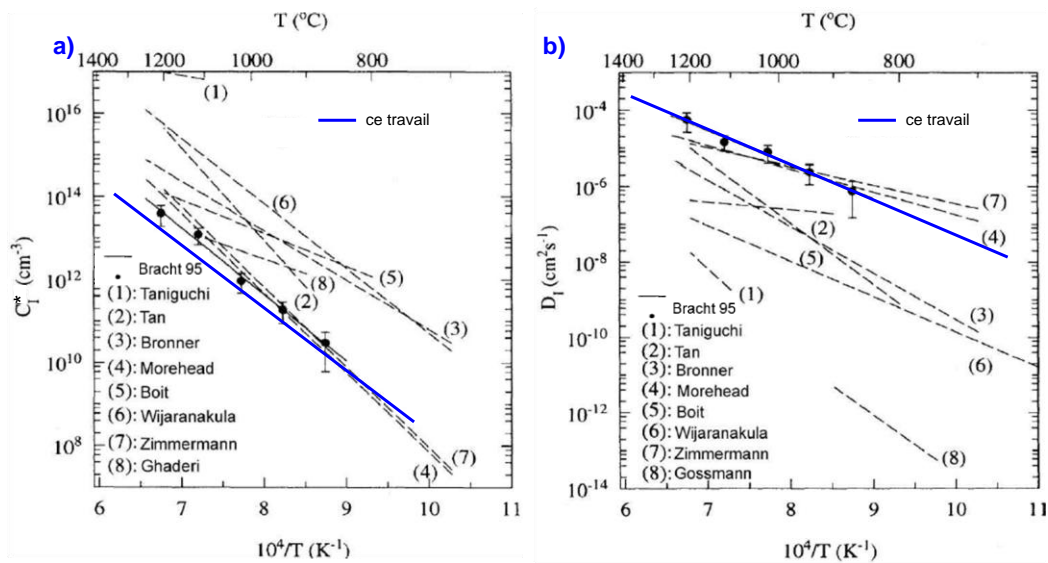 a)
T (°C)
1400 1200 1000 800
10^16
10^14
10^12
10^10
10^8
C_I^* (cm^-3)
ce travail
(1)
(6)
(5)
(8)
(2)
(3)
(7)
(4)
Bracht 95
(1): Taniguchi
(2): Tan
(3): Bronner
(4): Morehead
(5): Boit
(6): Wijaranakula
(7): Zimmermann
(8): Ghaderi
6 7 8 9 10 11
10^4/T (K^-1)
b)
T (°C)
1400 1200 1000 800
10^-4
10^-6
10^-8
10^-10
10^-12
10^-14
D_I (cm^2s^-1)
ce travail
(7)
(4)
(2)
(5)
(1)
(3)
(6)
(8)
Bracht 95
(1): Taniguchi
(2): Tan
(3): Bronner
(4): Morehead
(5): Boit
(6): Wijaranakula
(7): Zimmermann
(8): Gossmann
6 7 8 9 10 11
10^4/T (K^-1)